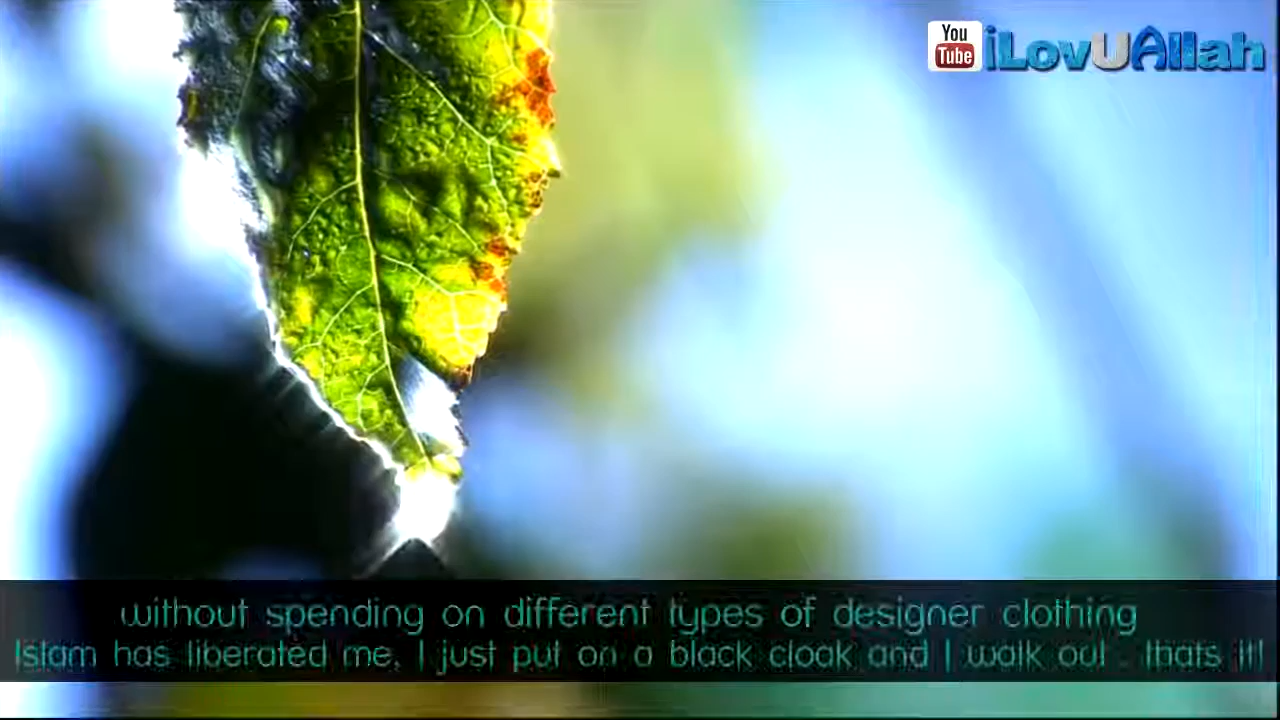 You
Tube
iLovUAllah
without spending on different types of designer clothing
Islam has liberated me, I just put on a black cloak and I walk out . thats it!